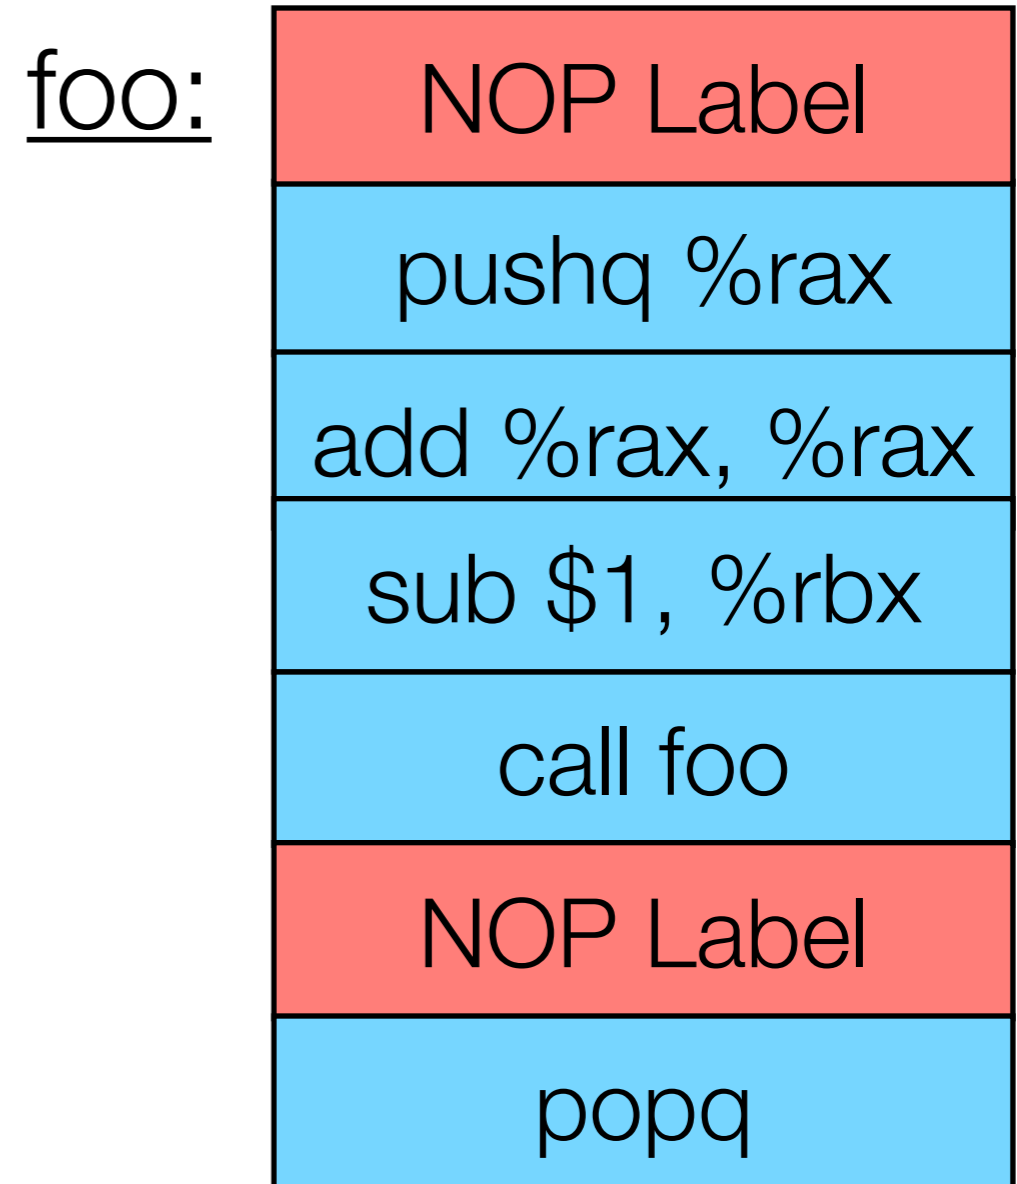 foo:
NOP Label
pushq %rax
add %rax, %rax
sub $1, %rbx
call foo
NOP Label
popq